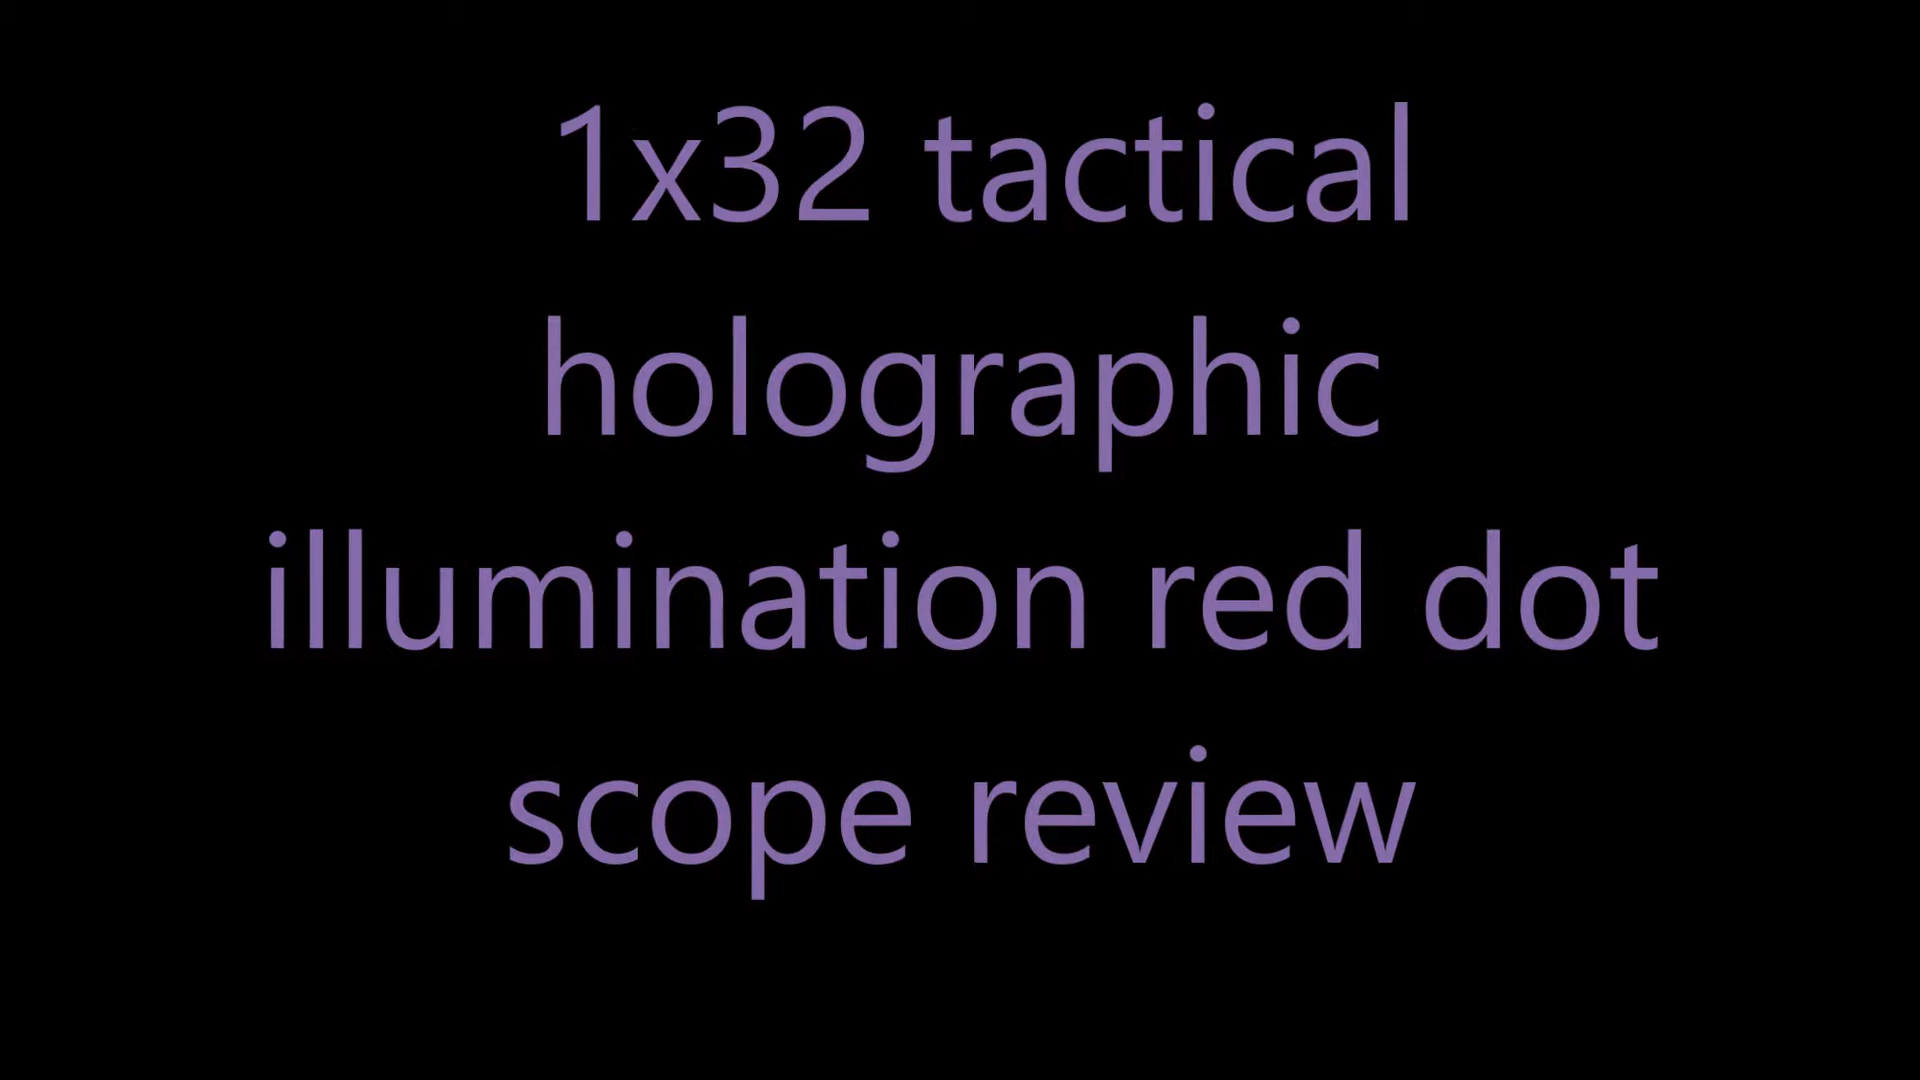 1x32 tactical
holographic
illumination red dot
scope review